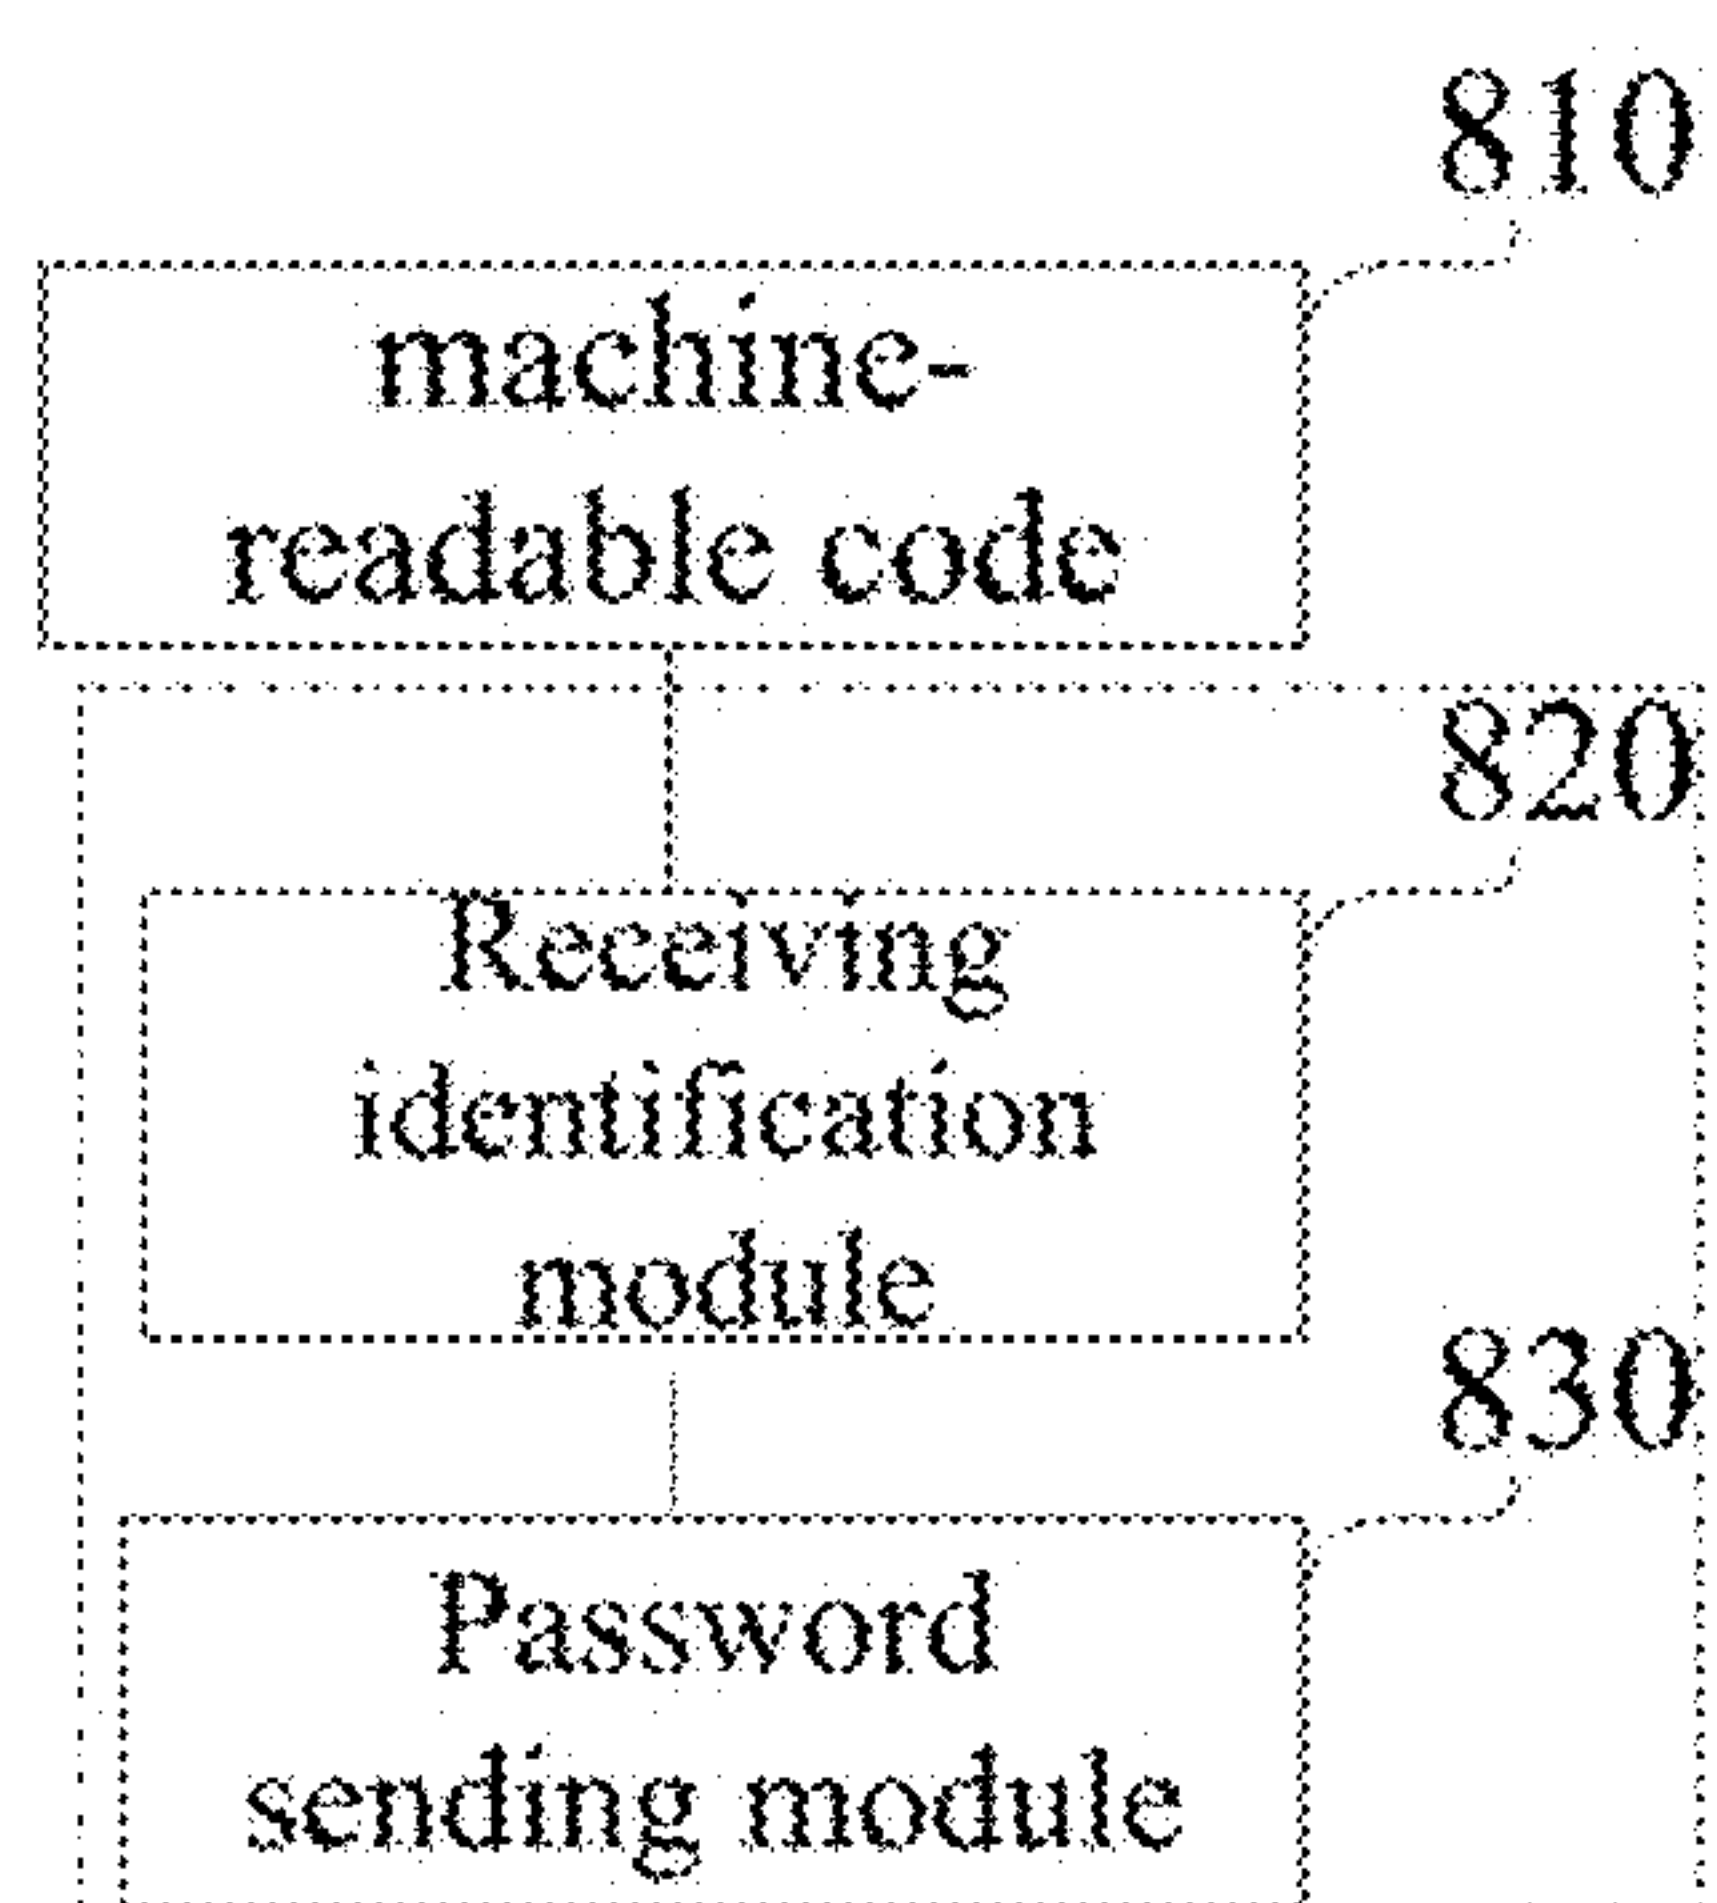 810
machine-
readable code
820
Receiving
identification
module
830
Password
sending module